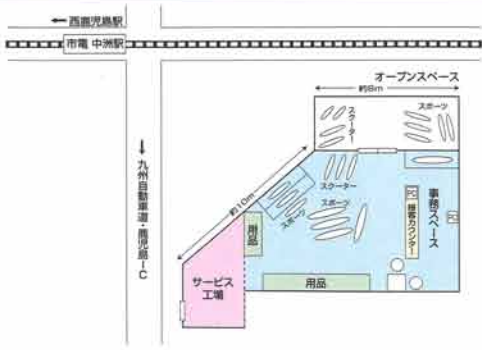 ← 西鹿児島駅
市電 中洲駅
オープンスペース
約8m
スクーター
スポーツ
↓九州自動車道・鹿児島IC
約10m
スクーター
スポーツ
スポーツ
事務スペース
接客カウンター
PC
PC
用品
サービス
工場
用品